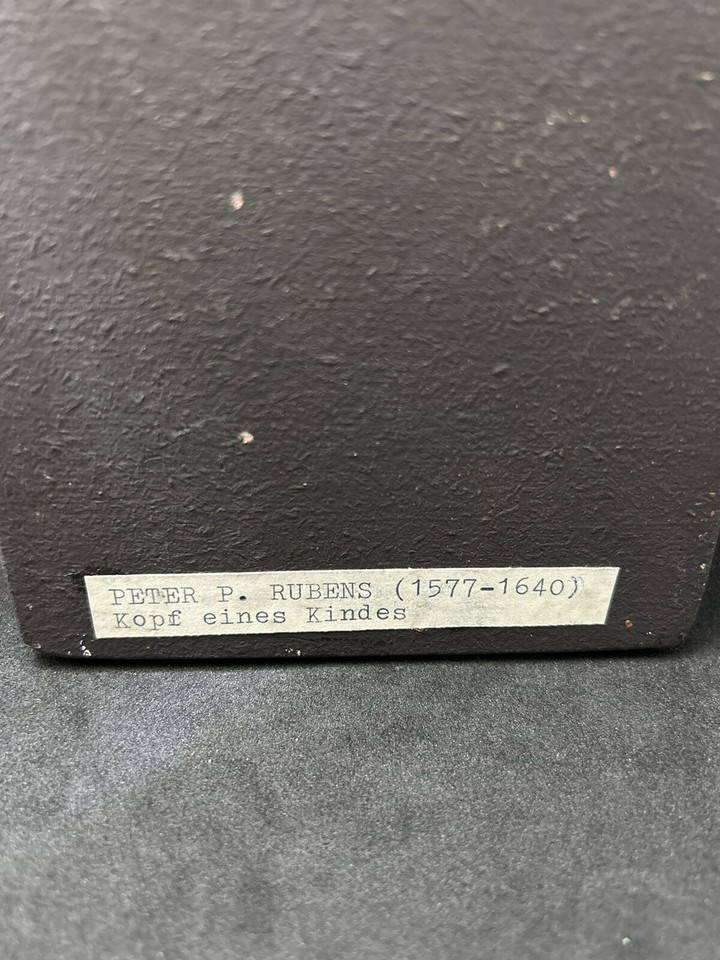 PETER P. RUBENS (1577-1640)
Kopf eines Kindes